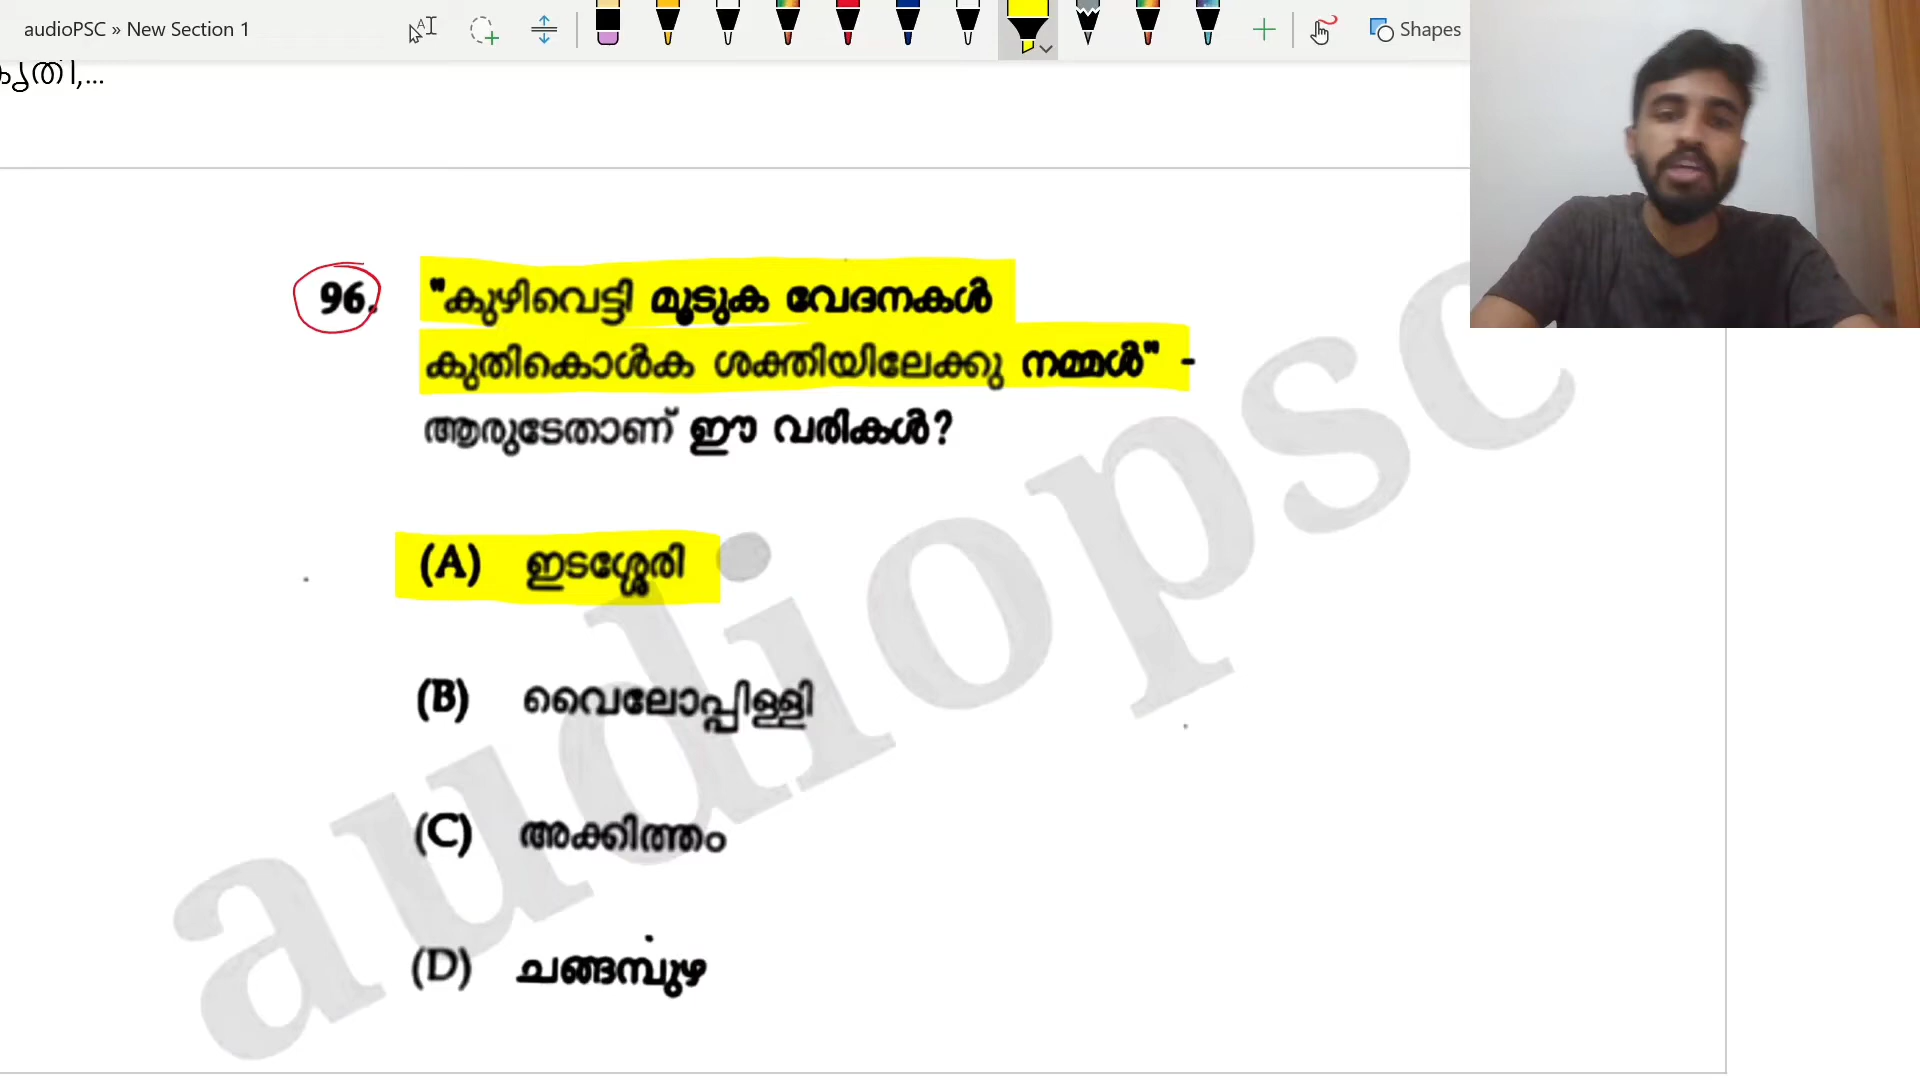 audioPSC » New Section 1
Shapes
കൃതി,...
96. "കുഴിവെട്ടി മൂടുക വേദനകൾ
കുതികൊൾക ശക്തിയിലേക്കു നമ്മൾ" -
ആരുടേതാണ് ഈ വരികൾ?
(A) ഇടശ്ശേരി
(B) വൈലോപ്പിള്ളി
(C) അക്കിത്തം
(D) ചങ്ങമ്പുഴ
audiopsc